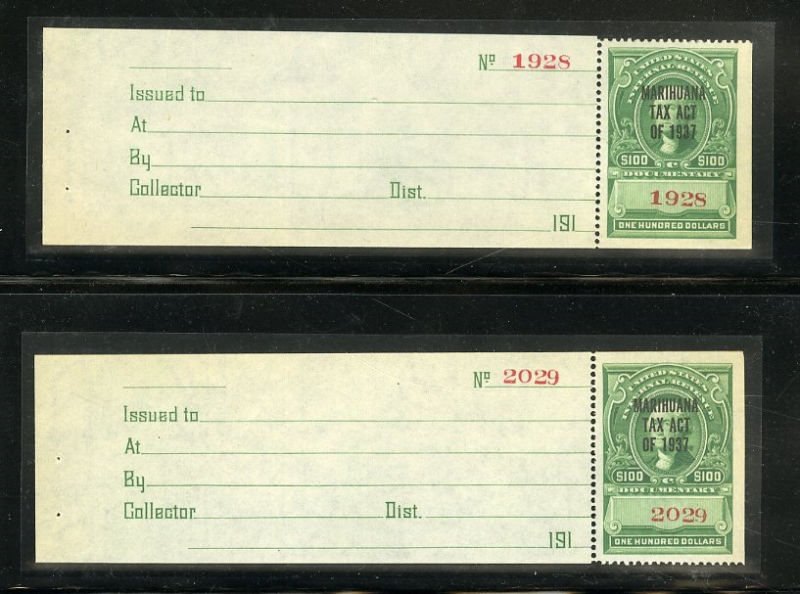 Nº 1928
Issued to
At
By
Collector Dist.
191
UNITED STATES
INTERNAL REVENUE
MARIHUANA
TAX ACT
OF 1937
$100 $100
DOCUMENTARY
1928
ONE HUNDRED DOLLARS
Nº 2029
Issued to
At
By
Collector Dist.
191
UNITED STATES
INTERNAL REVENUE
MARIHUANA
TAX ACT
OF 1937
$100 $100
DOCUMENTARY
2029
ONE HUNDRED DOLLARS